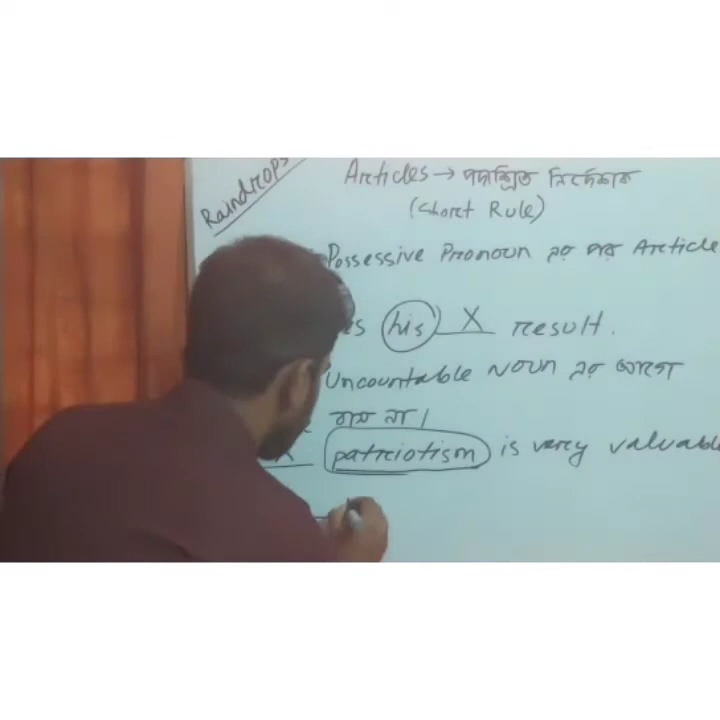 Raindrops
Articles → পদাশ্রিত নির্দেশক
(Short Rule)
Possessive Pronoun এর পর Article
is his X result.
Uncountable Noun এর আগে
বসে না।
X patriotism is very valuable